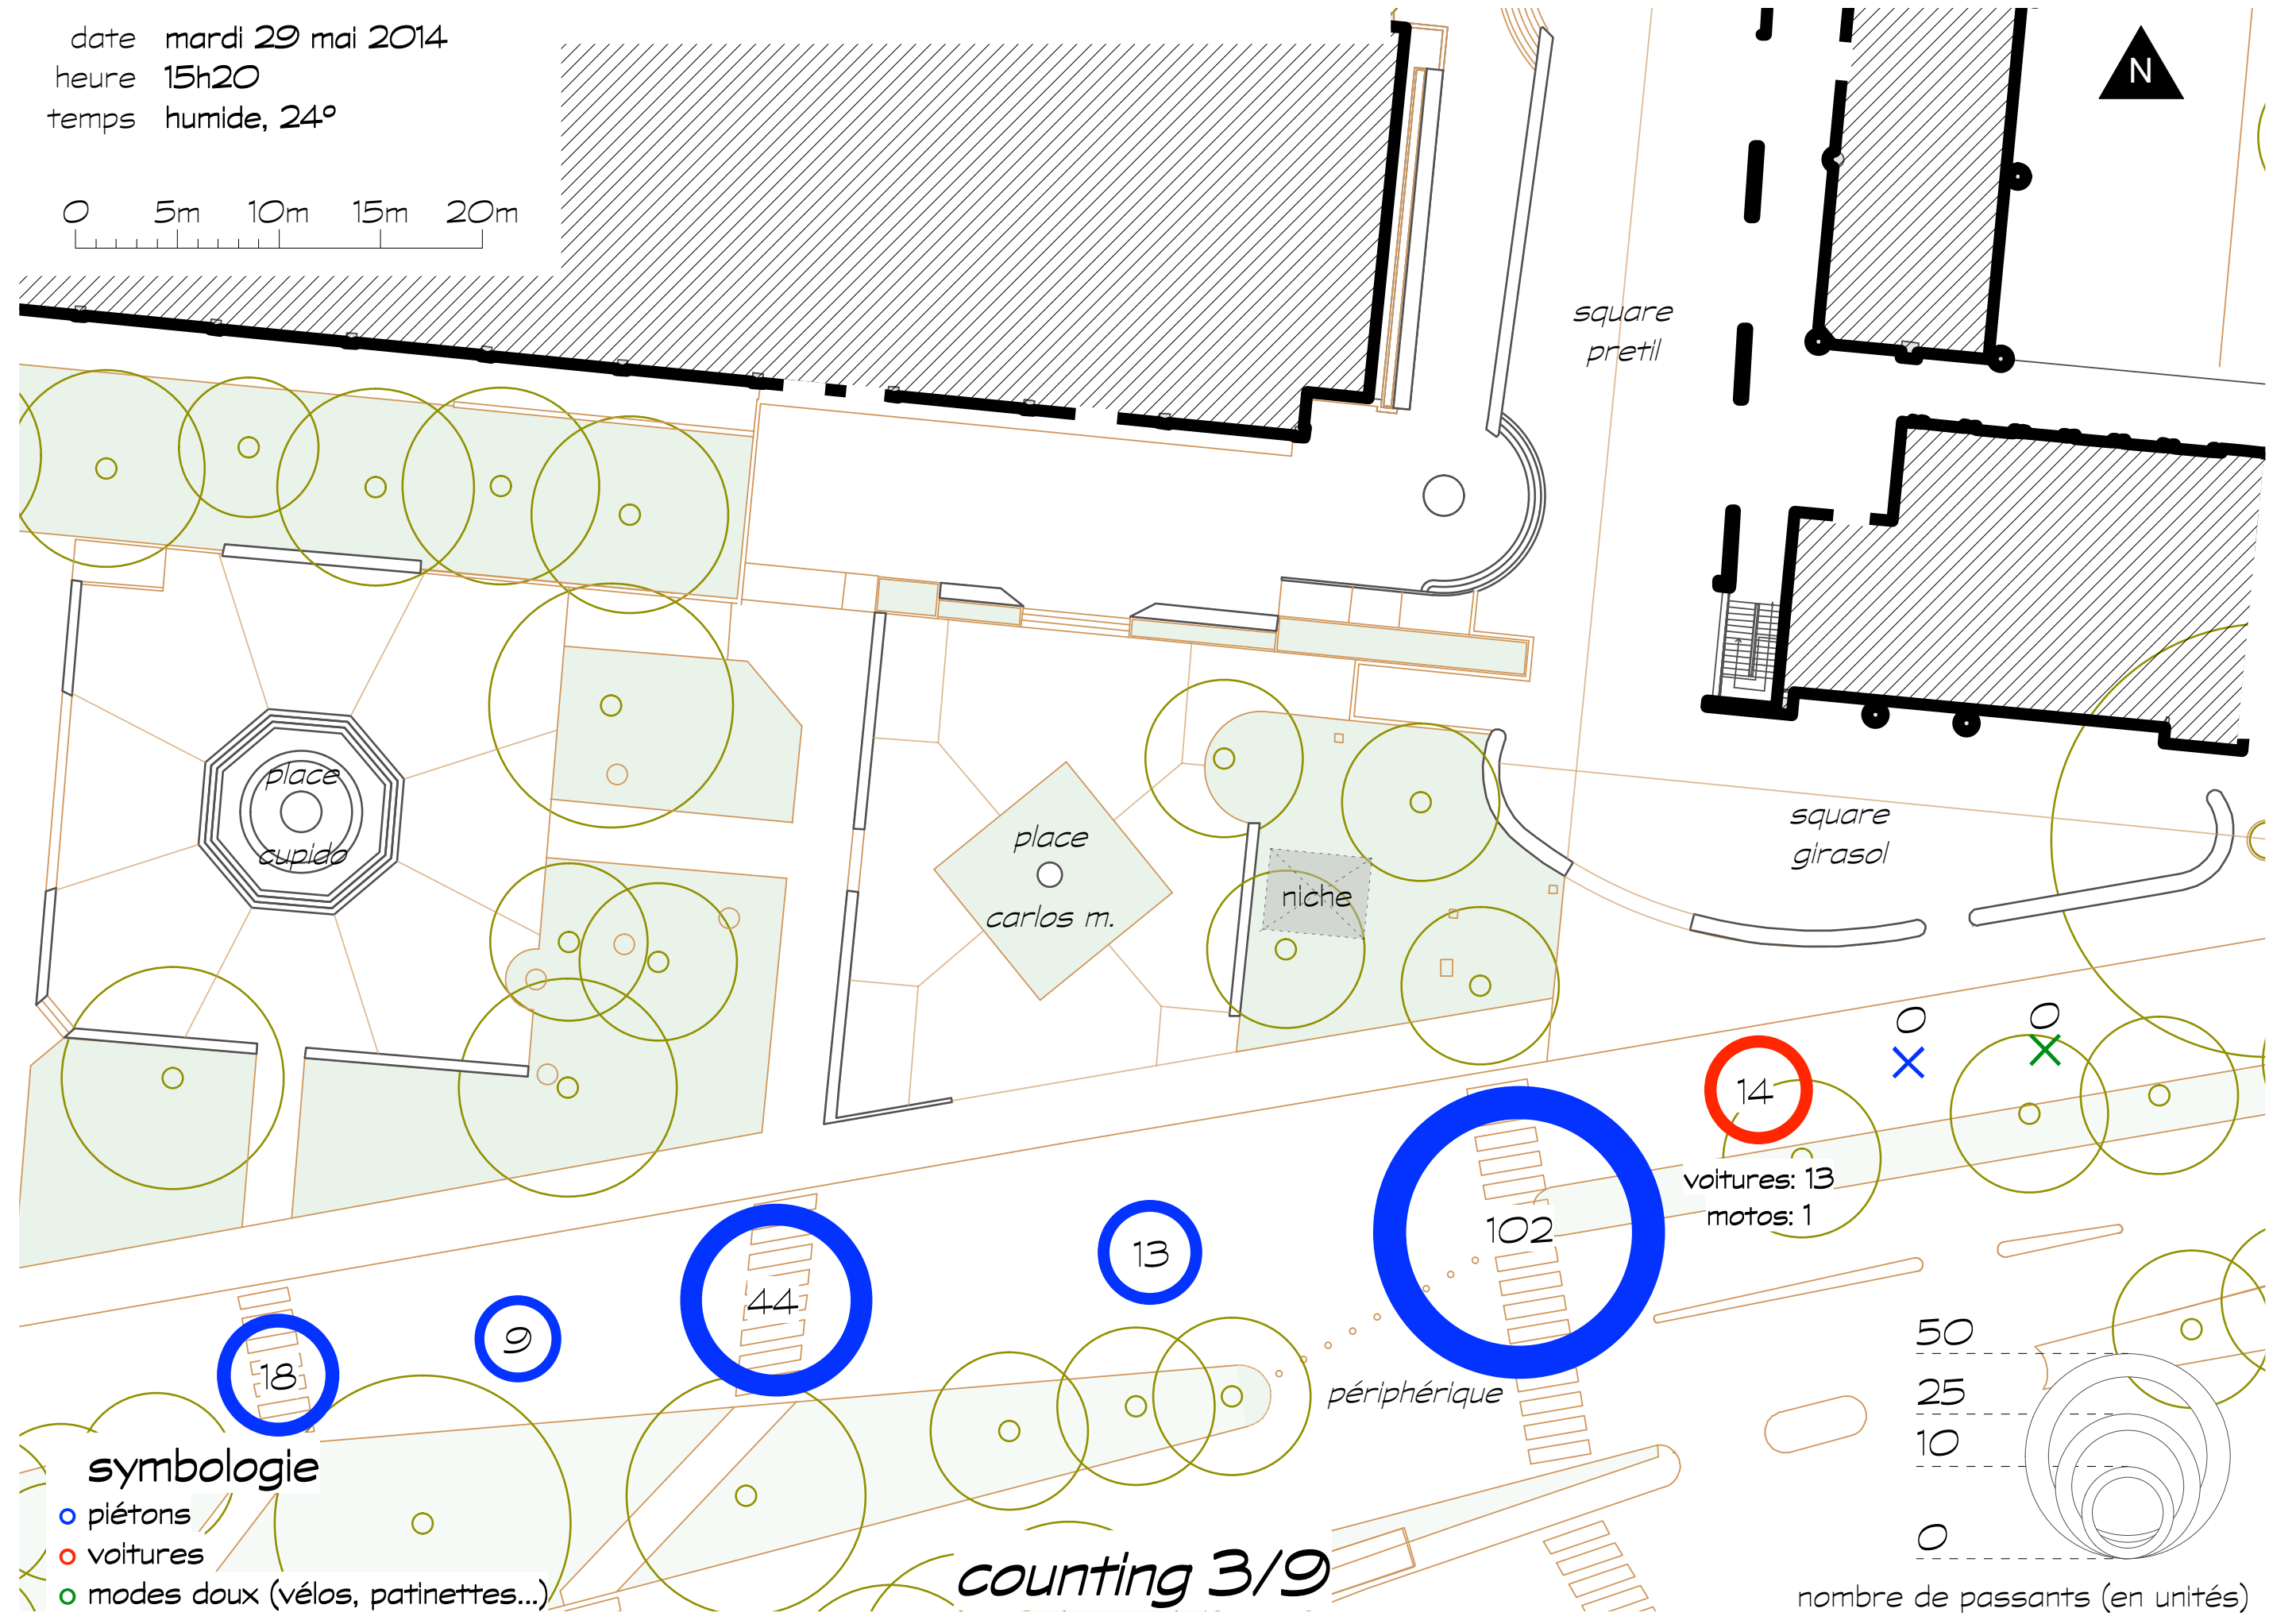 date mardi 29 mai 2014
heure 15h20
temps humide, 24°
N
0 5m 10m 15m 20m
square
pretil
place
cupido
place
carlos m.
niche
square
girasol
0
0
14
voitures: 13
motos: 1
102
13
44
9
18
périphérique
symbologie
piétons
voitures
modes doux (vélos, patinettes...)
counting 3/9
50
25
10
0
nombre de passants (en unités)